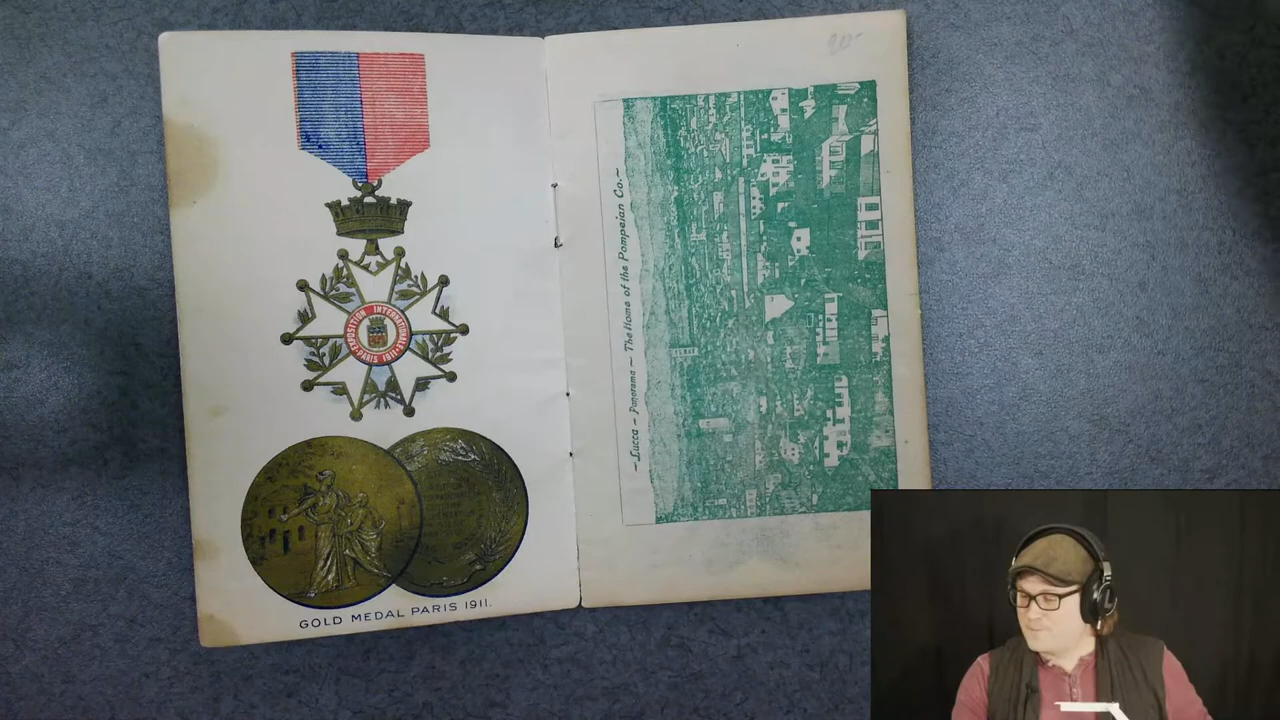 EXPOSITION INTERNATIONALE
PARIS 1911
GOLD MEDAL PARIS 1911.
Lucca – Panorama – The Home of the Pompeian Co.